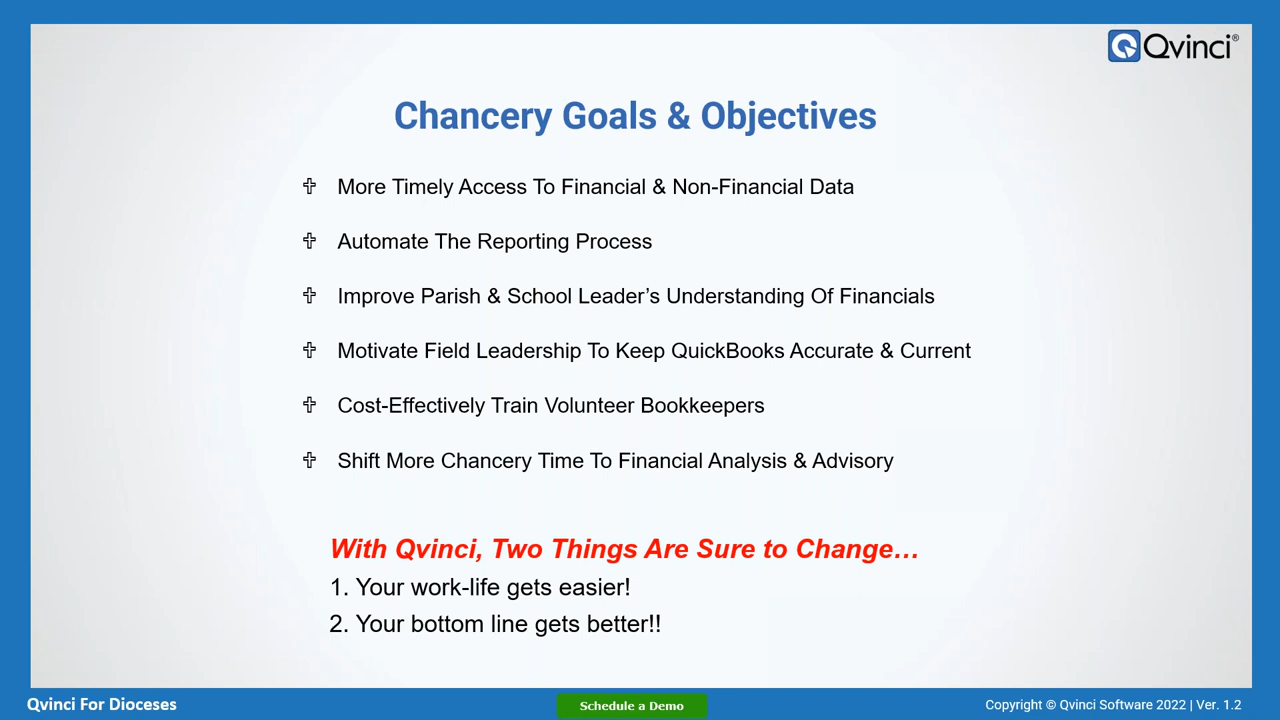 Qvinci®
Chancery Goals & Objectives
✞ More Timely Access To Financial & Non-Financial Data
✞ Automate The Reporting Process
✞ Improve Parish & School Leader’s Understanding Of Financials
✞ Motivate Field Leadership To Keep QuickBooks Accurate & Current
✞ Cost-Effectively Train Volunteer Bookkeepers
✞ Shift More Chancery Time To Financial Analysis & Advisory
With Qvinci, Two Things Are Sure to Change…
1. Your work-life gets easier!
2. Your bottom line gets better!!
Qvinci For Dioceses
Schedule a Demo
Copyright © Qvinci Software 2022 | Ver. 1.2